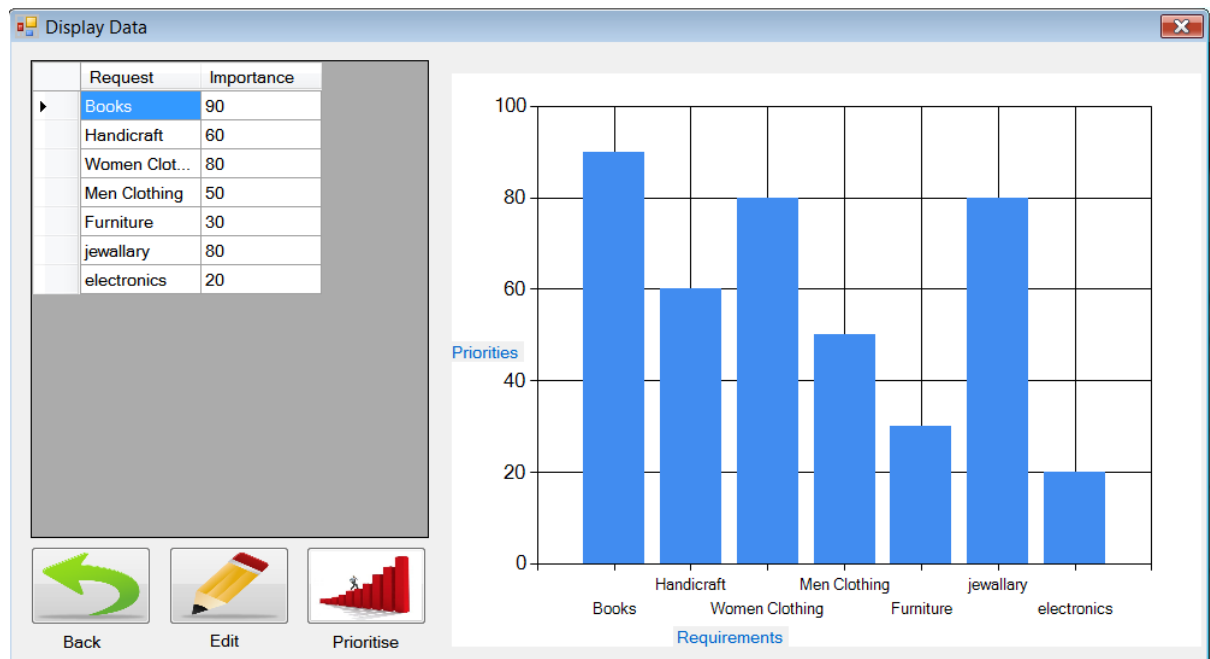 Display Data
Request Importance
Books 90
Handicraft 60
Women Clot... 80
Men Clothing 50
Furniture 30
jewallary 80
electronics 20
Back
Edit
Prioritise
100
80
60
Priorities
40
20
0
Handicraft Men Clothing jewallary
Books Women Clothing Furniture electronics
Requirements